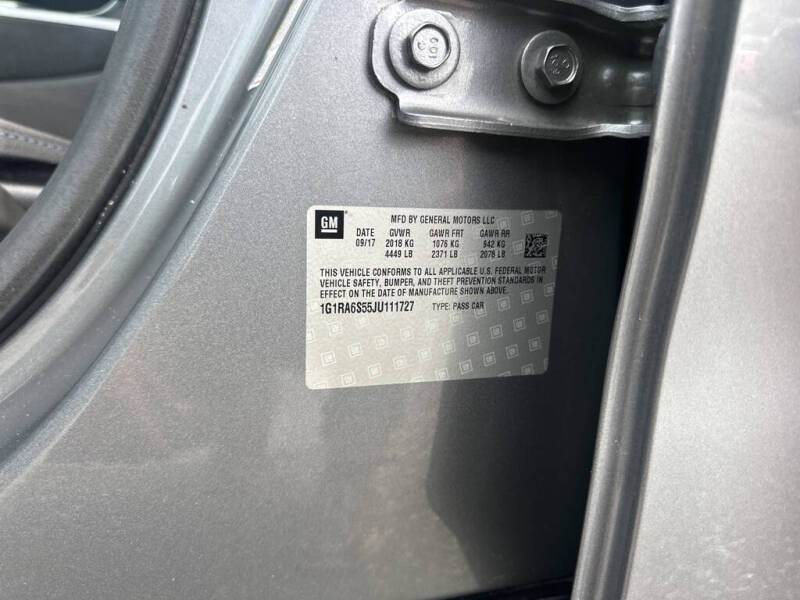 GM
MFD BY GENERAL MOTORS LLC
DATE GVWR GAWR FRT GAWR RR
09/17 2018 KG 1076 KG 942 KG
4449 LB 2371 LB 2078 LB
THIS VEHICLE CONFORMS TO ALL APPLICABLE U.S. FEDERAL MOTOR
VEHICLE SAFETY, BUMPER, AND THEFT PREVENTION STANDARDS IN
EFFECT ON THE DATE OF MANUFACTURE SHOWN ABOVE.
1G1RA6S55JU111727 TYPE: PASS CAR